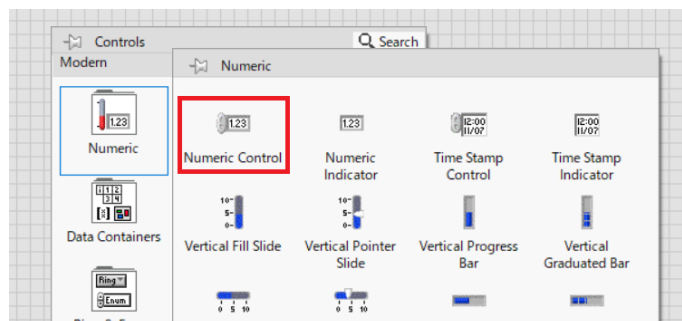 Controls
Search
Modern
Numeric
1.23
Numeric
1 2
3 4
Data Containers
Ring
Enum
1.23
Numeric Control
1.23
Numeric
Indicator
12:00
11/07
Time Stamp
Control
12:00
11/07
Time Stamp
Indicator
10-
5-
0-
Vertical Fill Slide
10-
5-
0-
Vertical Pointer
Slide
Vertical Progress
Bar
Vertical
Graduated Bar
0 5 10
0 5 10